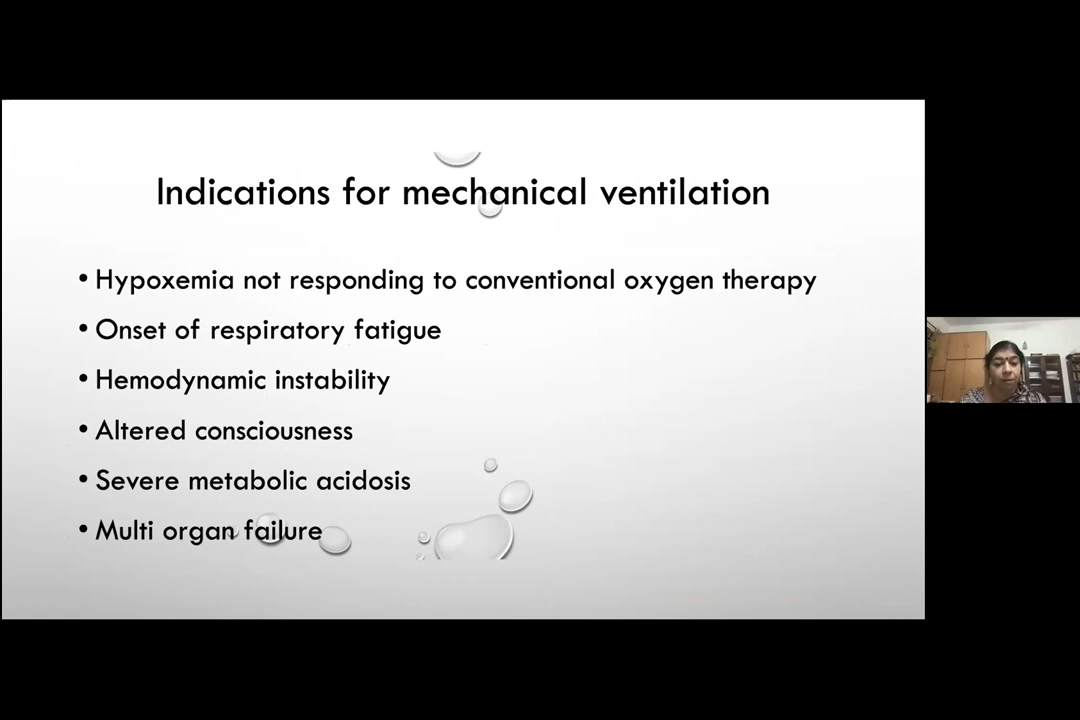 Indications for mechanical ventilation
• Hypoxemia not responding to conventional oxygen therapy
• Onset of respiratory fatigue
• Hemodynamic instability
• Altered consciousness
• Severe metabolic acidosis
• Multi organ failure